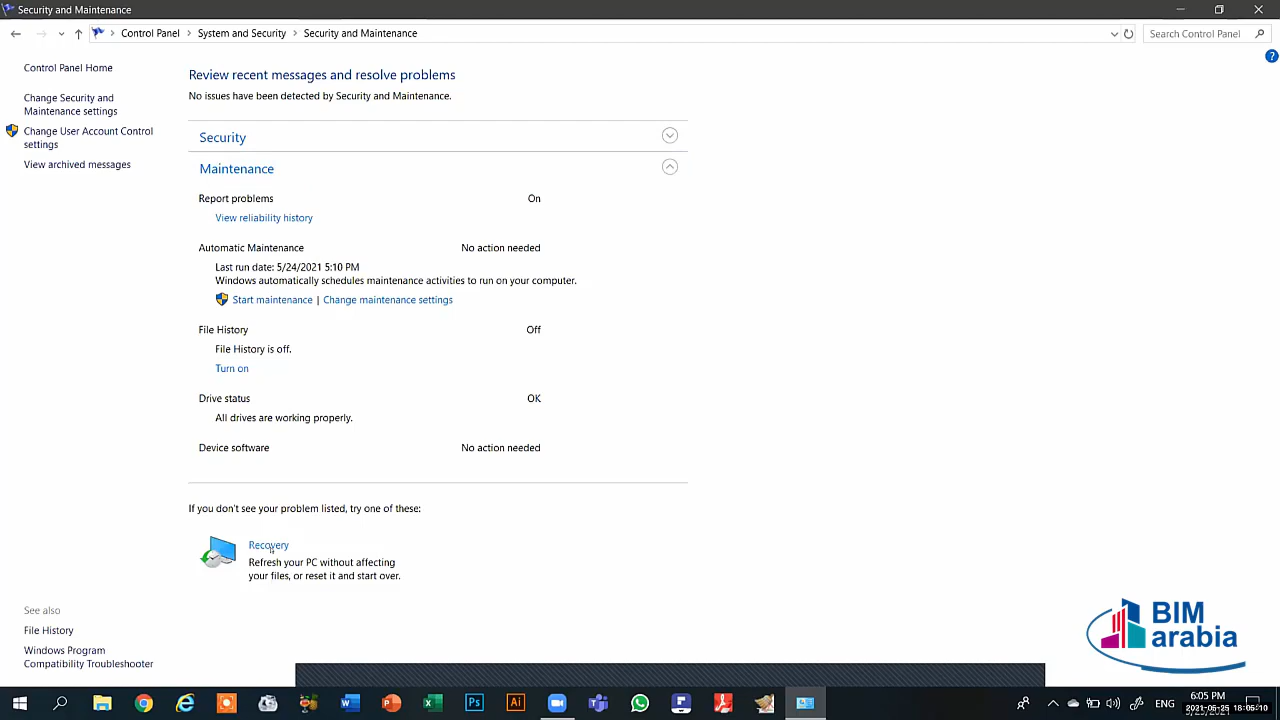 Security and Maintenance
Control Panel > System and Security > Security and Maintenance
Search Control Panel
Control Panel Home
Change Security and
Maintenance settings
Change User Account Control
settings
View archived messages
Review recent messages and resolve problems
No issues have been detected by Security and Maintenance.
Security
Maintenance
Report problems On
View reliability history
Automatic Maintenance No action needed
Last run date: 5/24/2021 5:10 PM
Windows automatically schedules maintenance activities to run on your computer.
Start maintenance | Change maintenance settings
File History Off
File History is off.
Turn on
Drive status OK
All drives are working properly.
Device software No action needed
If you don't see your problem listed, try one of these:
Recovery
Refresh your PC without affecting
your files, or reset it and start over.
See also
File History
Windows Program
Compatibility Troubleshooter
BIM
arabia
ENG
6:05 PM
2021-05-25 18:05:10